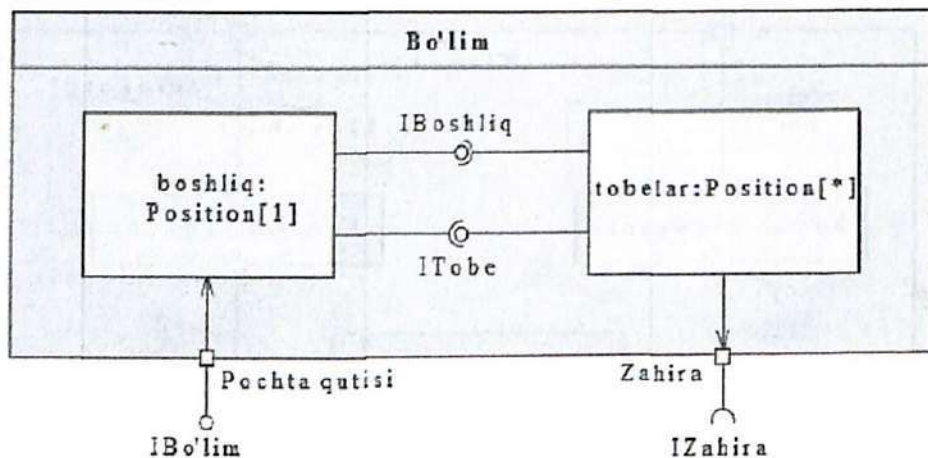 Bo'lim
IBoshliq
boshliq:
Position[1]
tobelar:Position[*]
ITobe
Pochta qutisi
Zahira
IBo'lim
IZahira